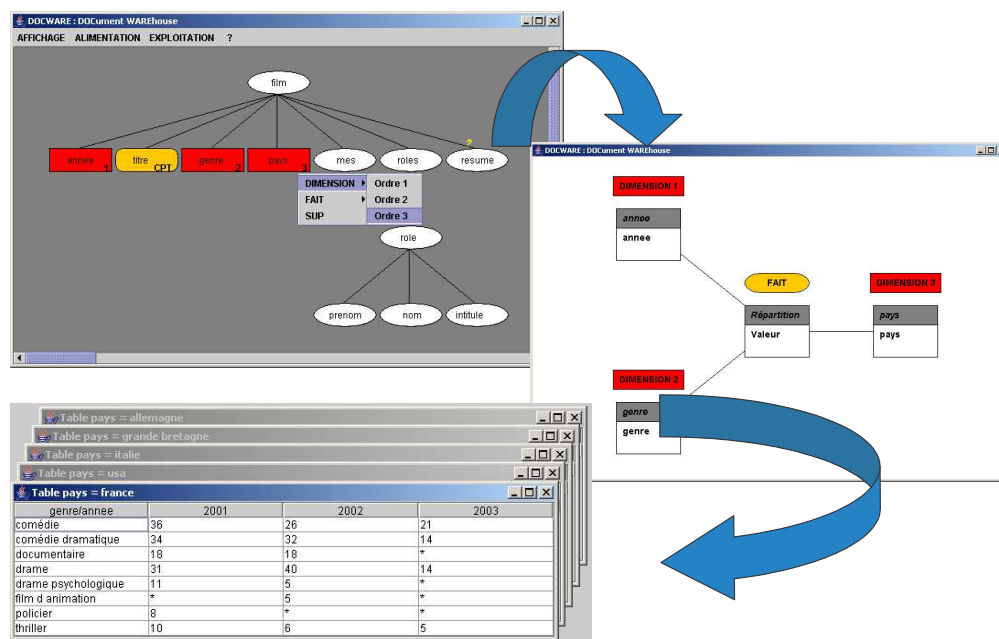 DOCWARE : DOCument WAREhouse
AFFICHAGE ALIMENTATION EXPLOITATION ?
film
?
annee 1
titre CPT
genre 2
pays 3
mes
roles
resume
DIMENSION
FAIT
SUP
Ordre 1
Ordre 2
Ordre 3
role
prenom
nom
intitule
DOCWARE : DOCument WAREhouse
DIMENSION 1
annee
annee
FAIT
Répartition
Valeur
DIMENSION 3
pays
pays
DIMENSION 2
genre
genre
Table pays = allemagne
Table pays = grande bretagne
Table pays = italie
Table pays = usa
Table pays = france
genre/annee 2001 2002 2003
comédie 36 26 21
comédie dramatique 34 32 14
documentaire 18 18 *
drame 31 40 14
drame psychologique 11 5 *
film d animation * 5 *
policier 8 * *
thriller 10 6 5